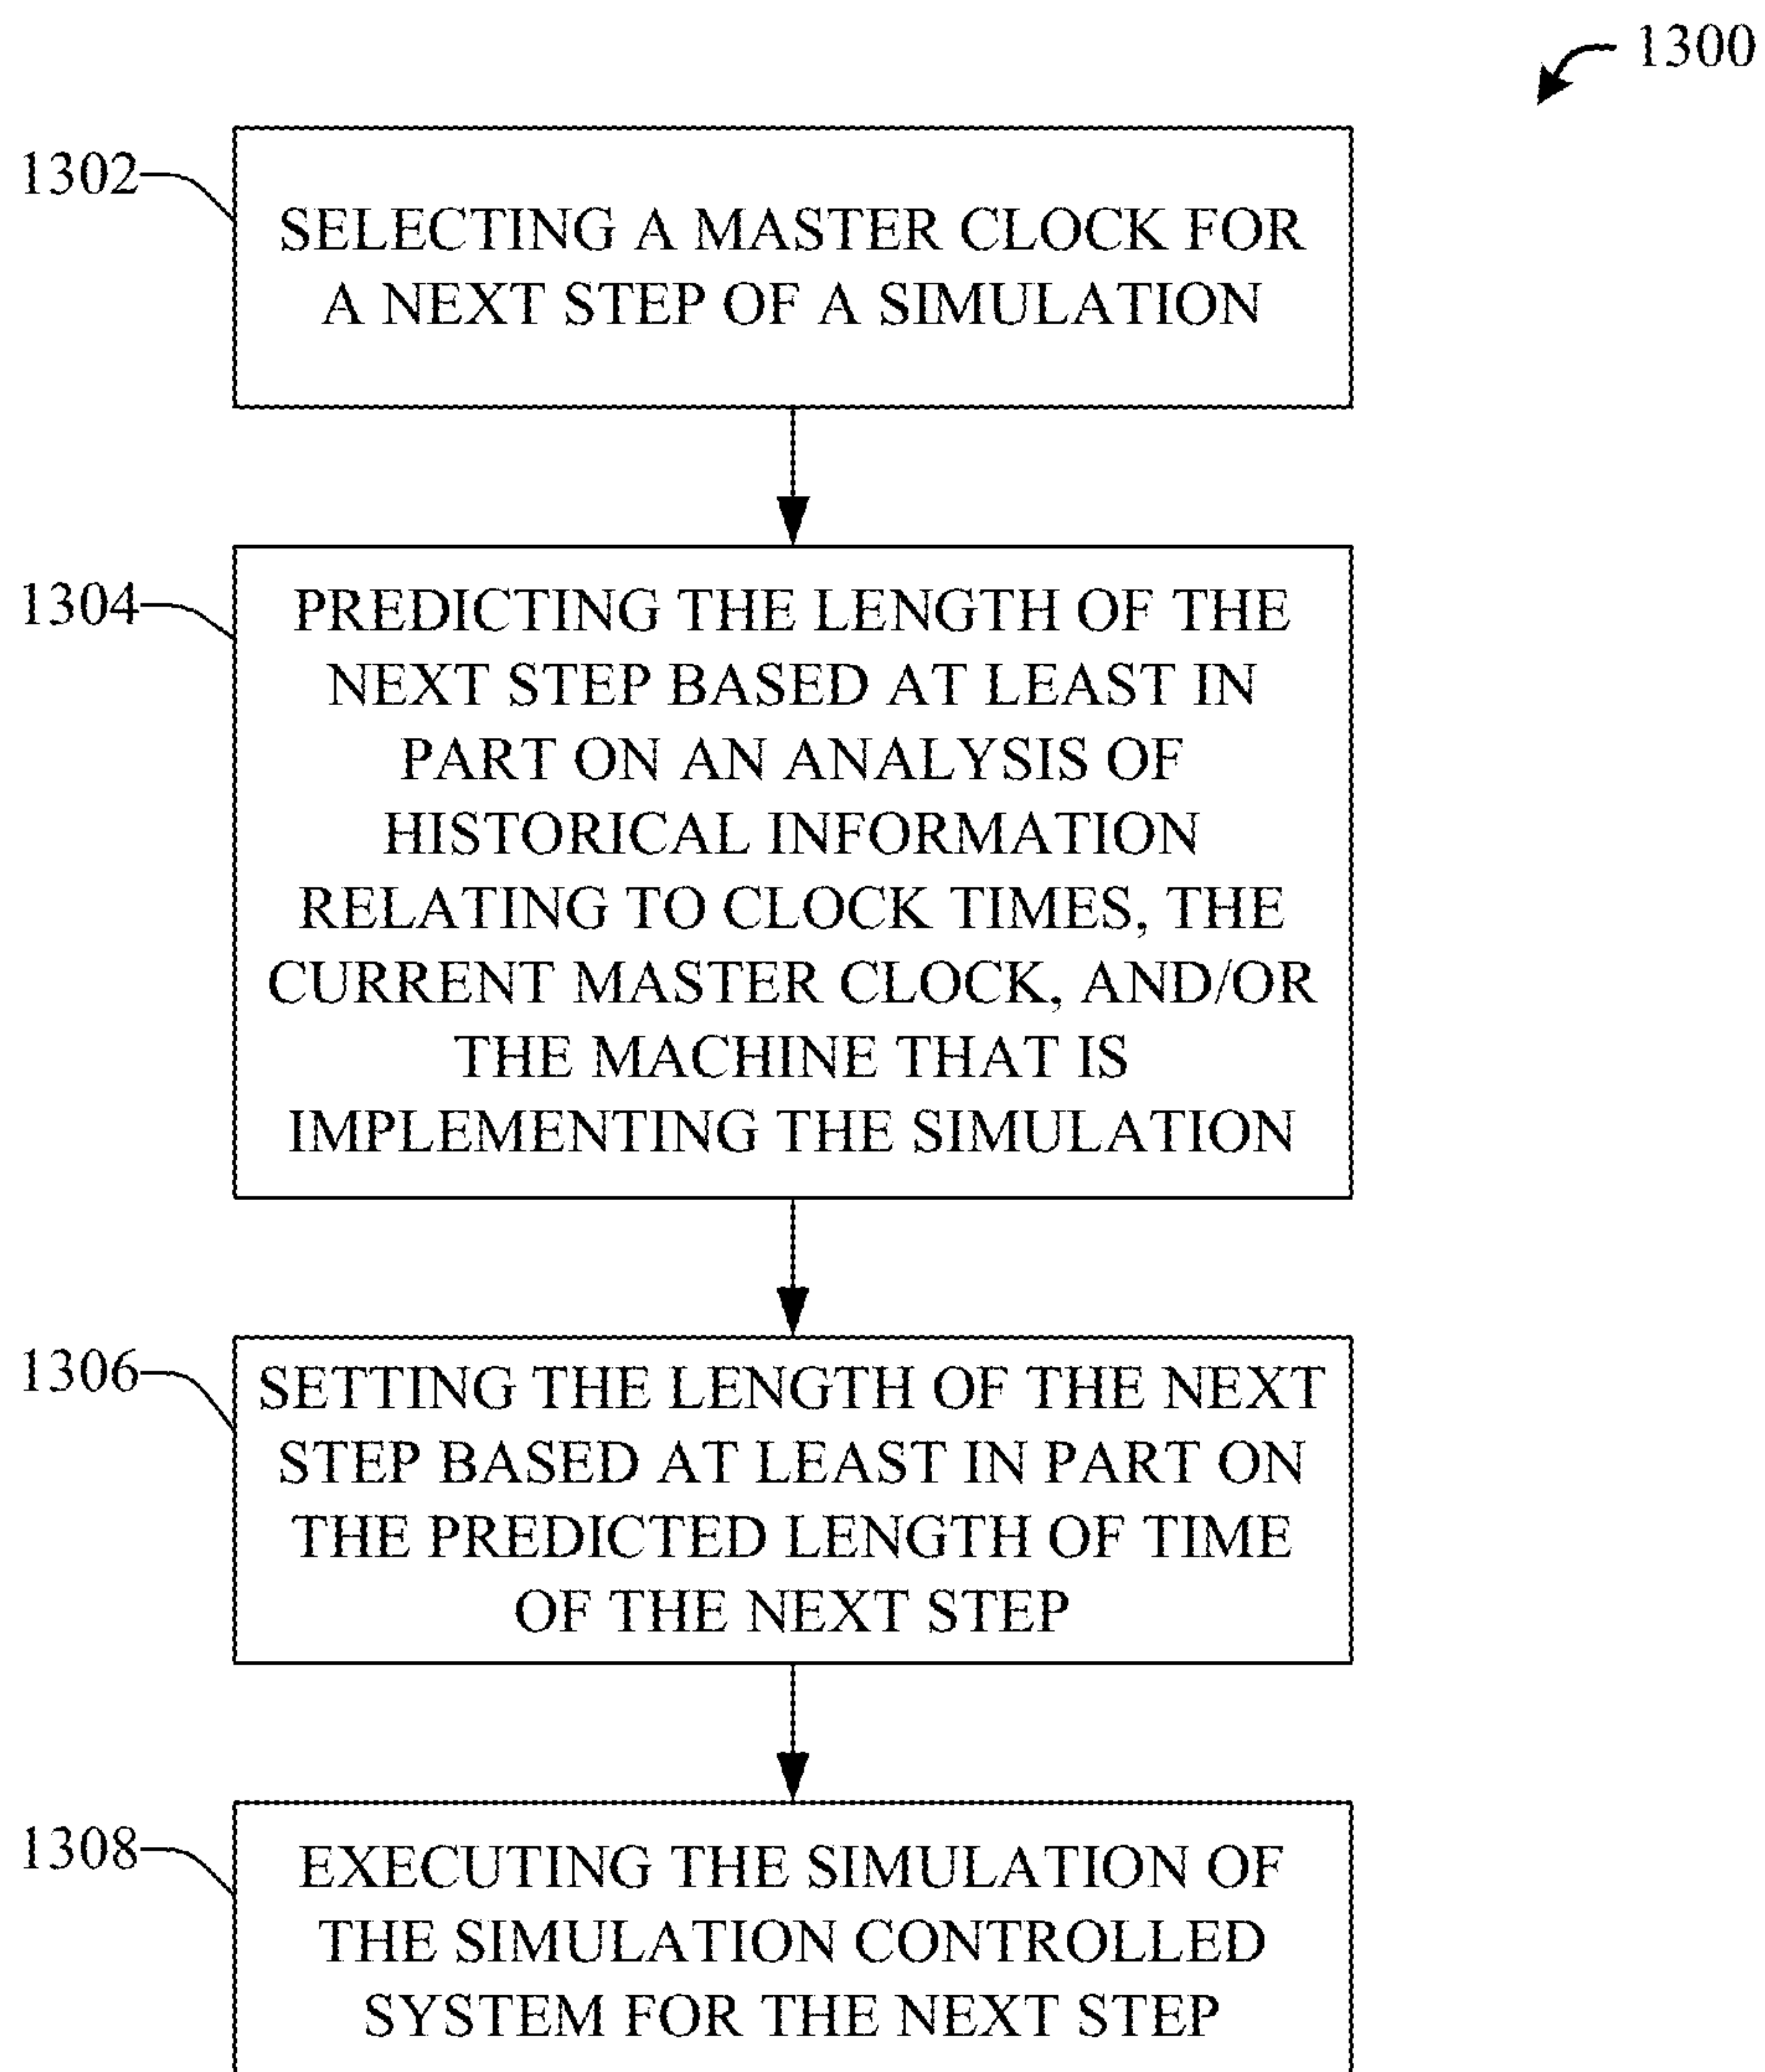 1300
1302
SELECTING A MASTER CLOCK FOR
A NEXT STEP OF A SIMULATION
1304
PREDICTING THE LENGTH OF THE
NEXT STEP BASED AT LEAST IN
PART ON AN ANALYSIS OF
HISTORICAL INFORMATION
RELATING TO CLOCK TIMES, THE
CURRENT MASTER CLOCK, AND/OR
THE MACHINE THAT IS
IMPLEMENTING THE SIMULATION
1306
SETTING THE LENGTH OF THE NEXT
STEP BASED AT LEAST IN PART ON
THE PREDICTED LENGTH OF TIME
OF THE NEXT STEP
1308
EXECUTING THE SIMULATION OF
THE SIMULATION CONTROLLED
SYSTEM FOR THE NEXT STEP